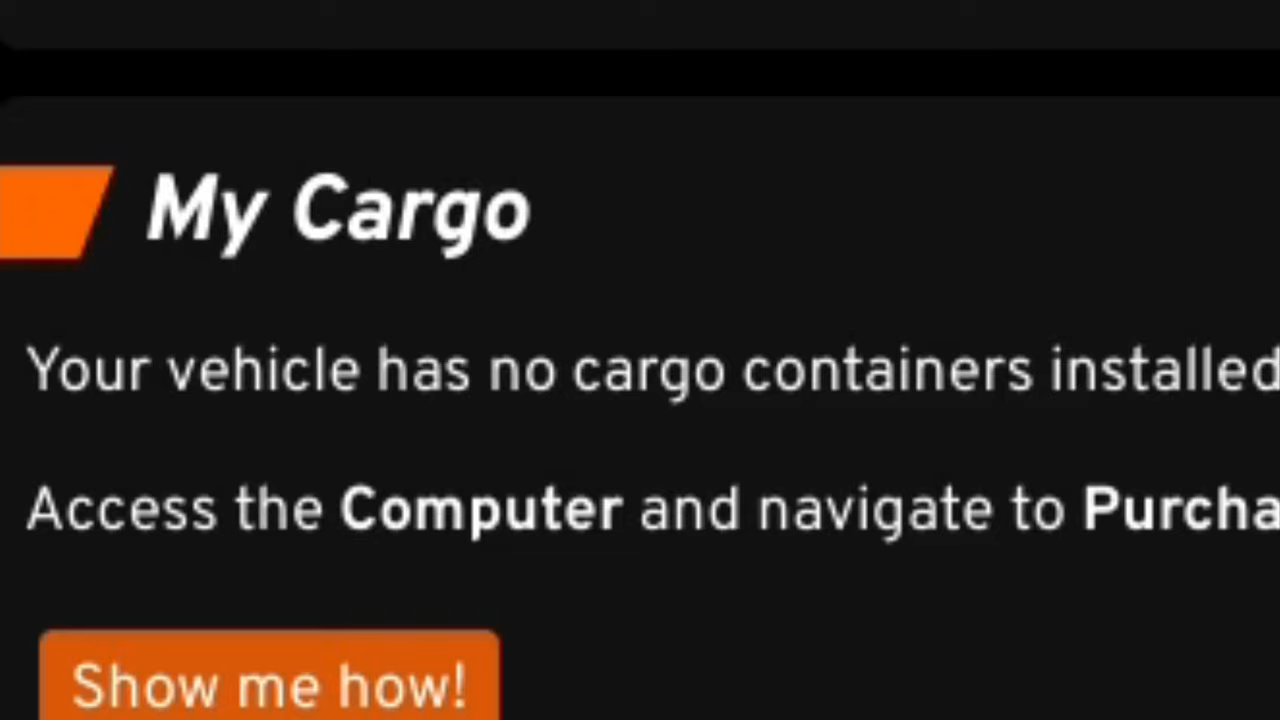 My Cargo
Your vehicle has no cargo containers installed
Access the Computer and navigate to Purcha
Show me how!